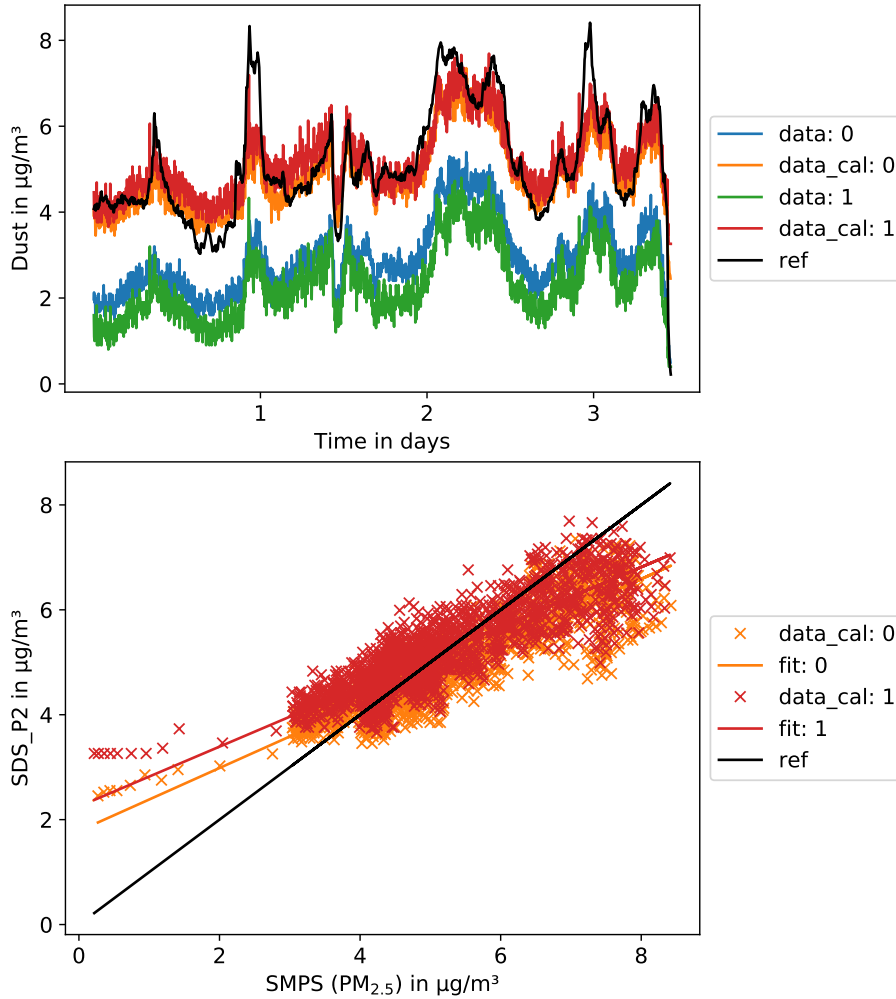 8
6
4
2
0
Dust in µg/m³
1
2
3
Time in days
data: 0
data_cal: 0
data: 1
data_cal: 1
ref
8
6
4
2
0
SDS_P2 in µg/m³
0
2
4
6
8
SMPS (PM2.5) in µg/m³
data_cal: 0
fit: 0
data_cal: 1
fit: 1
ref